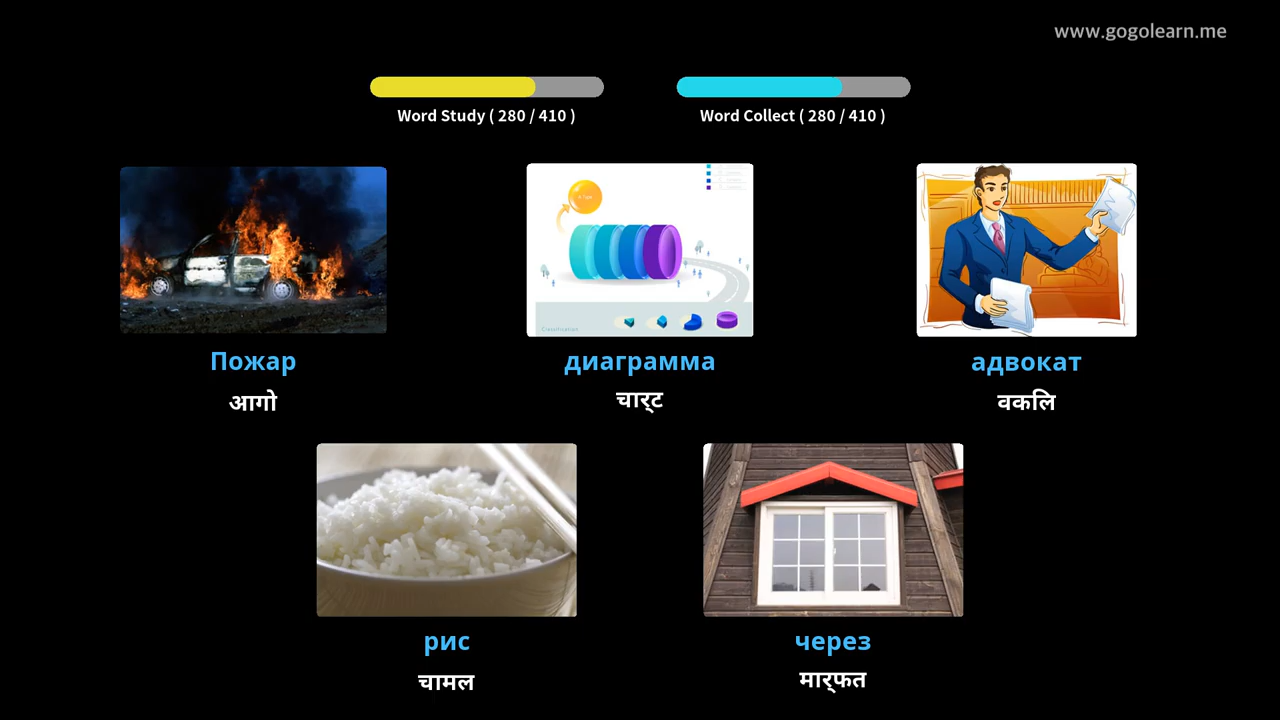 www.gogolearn.me
Word Study ( 280 / 410 )
Word Collect ( 280 / 410 )
Пожар
диаграмма
адвокат
आगो
चार्‌ट
वकिल
рис
через
चामल
मार्‌फत